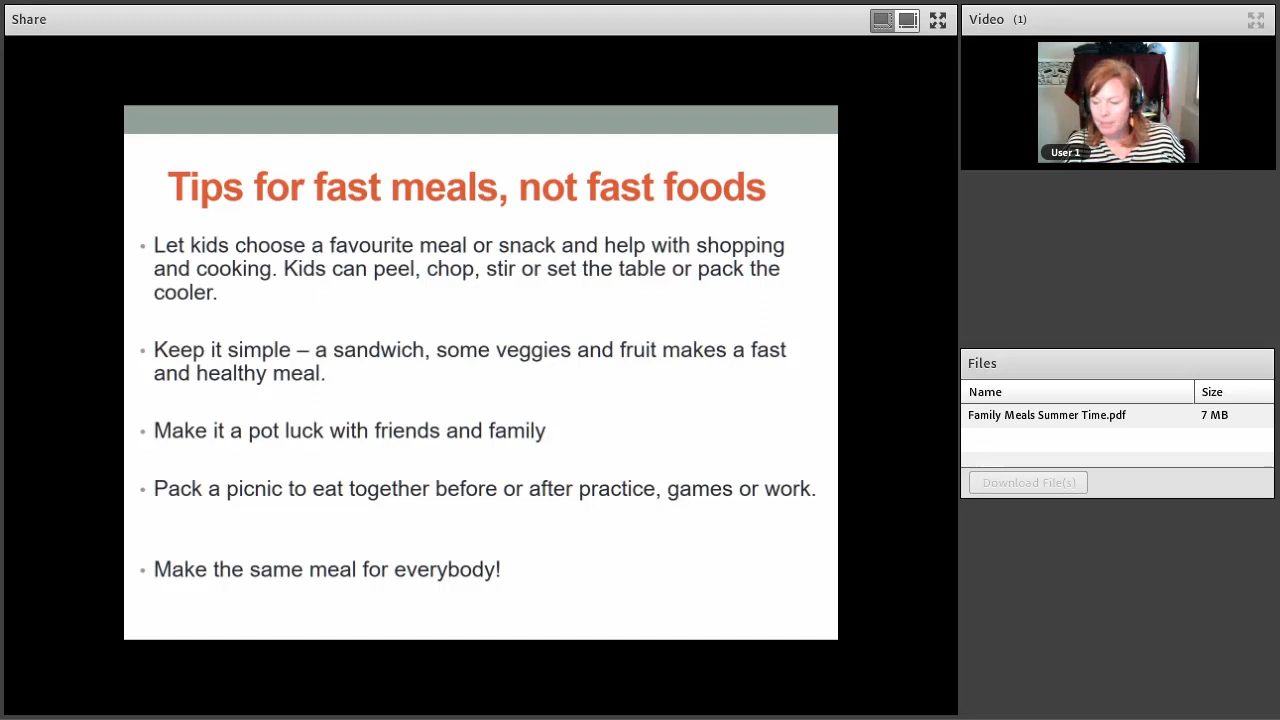 Share
Video (1)
User 1
Tips for fast meals, not fast foods
• Let kids choose a favourite meal or snack and help with shopping
and cooking. Kids can peel, chop, stir or set the table or pack the
cooler.
• Keep it simple – a sandwich, some veggies and fruit makes a fast
and healthy meal.
• Make it a pot luck with friends and family
• Pack a picnic to eat together before or after practice, games or work.
• Make the same meal for everybody!
Files
Name Size
Family Meals Summer Time.pdf 7 MB
Download File(s)